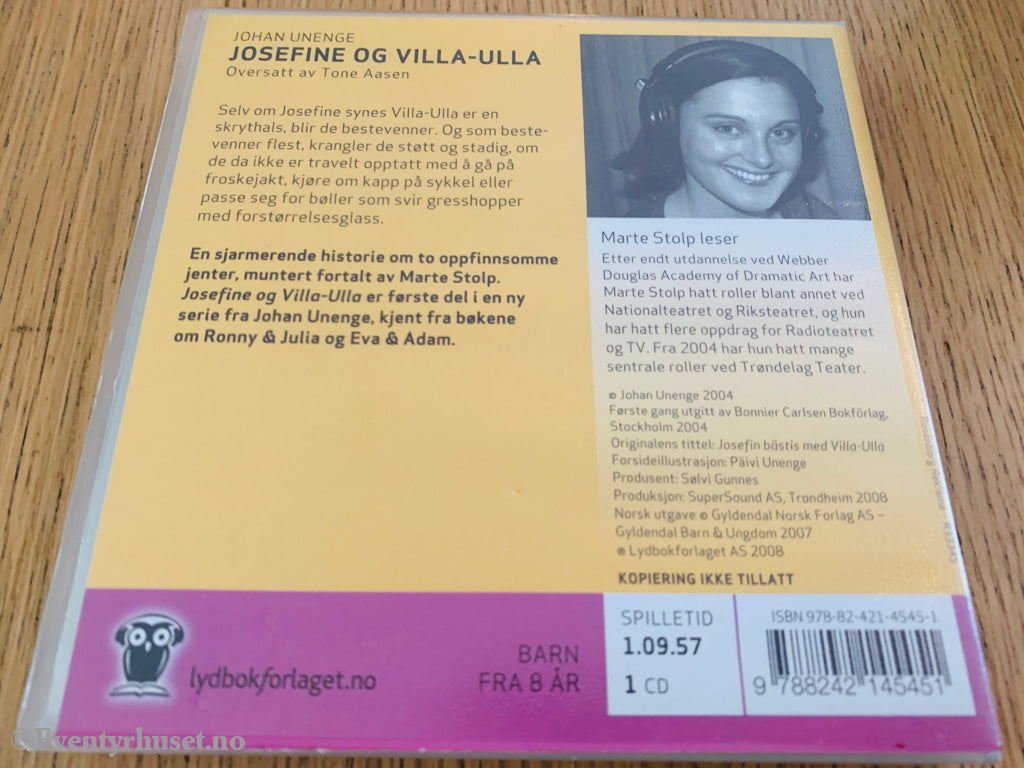 JOHAN UNENGE
JOSEFINE OG VILLA-ULLA
Oversatt av Tone Aasen
Selv om Josefine synes Villa-Ulla er en
skrythals, blir de bestevenner. Og som beste-
venner flest, krangler de støtt og stadig, om
de da ikke er travelt opptatt med å gå på
froskejakt, kjøre om kapp på sykkel eller
passe seg for bøller som svir gresshopper
med forstørrelsesglass.
En sjarmerende historie om to oppfinnsomme
jenter, muntert fortalt av Marte Stolp.
Josefine og Villa-Ulla er første del i en ny
serie fra Johan Unenge, kjent fra bøkene
om Ronny & Julia og Eva & Adam.
Marte Stolp leser
Etter endt utdannelse ved Webber
Douglas Academy of Dramatic Art har
Marte Stolp hatt roller blant annet ved
Nationalteatret og Riksteatret, og hun
har hatt flere oppdrag for Radioteatret
og TV. Fra 2004 har hun hatt mange
sentrale roller ved Trøndelag Teater.
© Johan Unenge 2004
Første gang utgitt av Bonnier Carlsen Bokförlag,
Stockholm 2004
Originalens tittel: Josefin bästis med Villa-Ulla
Forsideillustrasjon: Päivi Unenge
Produsent: Sølvi Gunnes
Produksjon: SuperSound AS, Trondheim 2008
Norsk utgave © Gyldendal Norsk Forlag AS –
Gyldendal Barn & Ungdom 2007
℗ Lydbokforlaget AS 2008
KOPIERING IKKE TILLATT
lydbokforlaget.no
BARN
FRA 8 ÅR
SPILLETID
1.09.57
1 CD
ISBN 978-82-421-4545-1
9 788242 145451
©Eventyrhuset.no